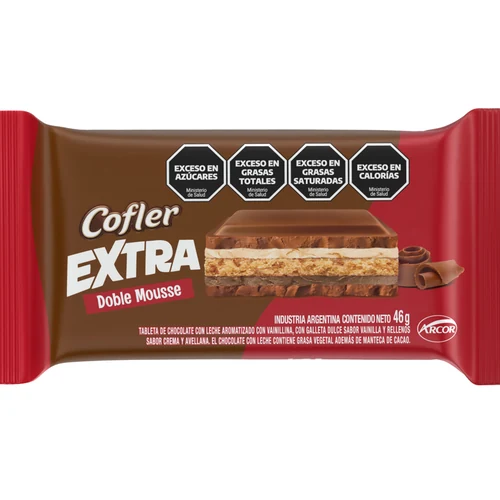 EXCESO EN
AZÚCARES
Ministerio
de Salud
EXCESO EN
GRASAS
TOTALES
Ministerio
de Salud
EXCESO EN
GRASAS
SATURADAS
Ministerio
de Salud
EXCESO EN
CALORÍAS
Ministerio
de Salud
Cofler
EXTRA
Doble Mousse
INDUSTRIA ARGENTINA CONTENIDO NETO 46g
TABLETA DE CHOCOLATE CON LECHE AROMATIZADO CON VAINILLINA, CON GALLETA DULCE SABOR VAINILLA Y RELLENOS
SABOR CREMA Y AVELLANA. EL CHOCOLATE CON LECHE CONTIENE GRASA VEGETAL ADEMÁS DE MANTECA DE CACAO.
ARCOR